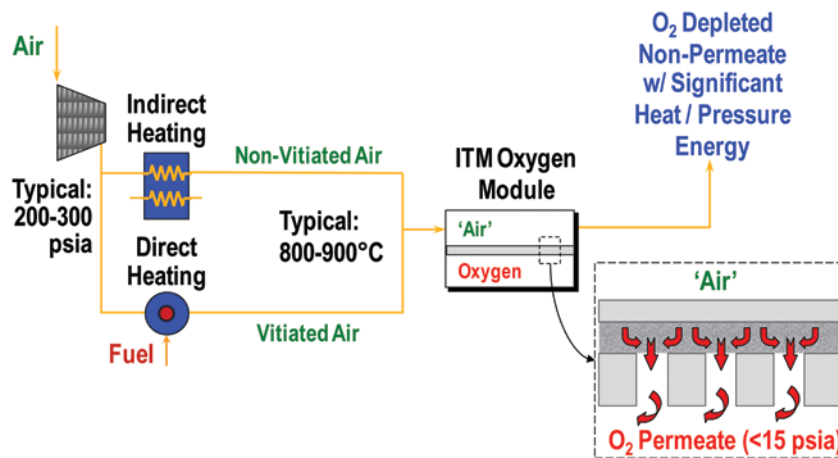 Air
Indirect
Heating
Typical:
200-300
psia
Direct
Heating
Fuel
Non-Vitiated Air
Typical:
800-900°C
Vitiated Air
ITM Oxygen
Module
'Air'
Oxygen
O₂ Depleted
Non-Permeate
w/ Significant
Heat / Pressure
Energy
'Air'
O₂ Permeate (<15 psia)